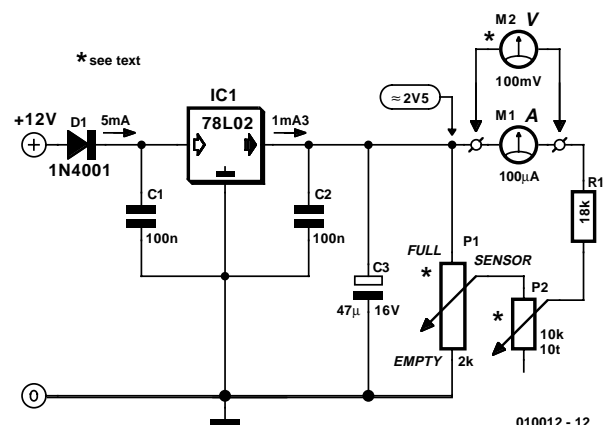 M2 V
*
100mV
* see text
IC1
≈2V5
+12V
D1
5mA
78L02
1mA3
M1 A
100µA
1N4001
R1
18k
C1
100n
C2
100n
P1
FULL
SENSOR
*
C3
47µ 16V
P2
*
10k
10t
EMPTY
2k
0
010012 - 12